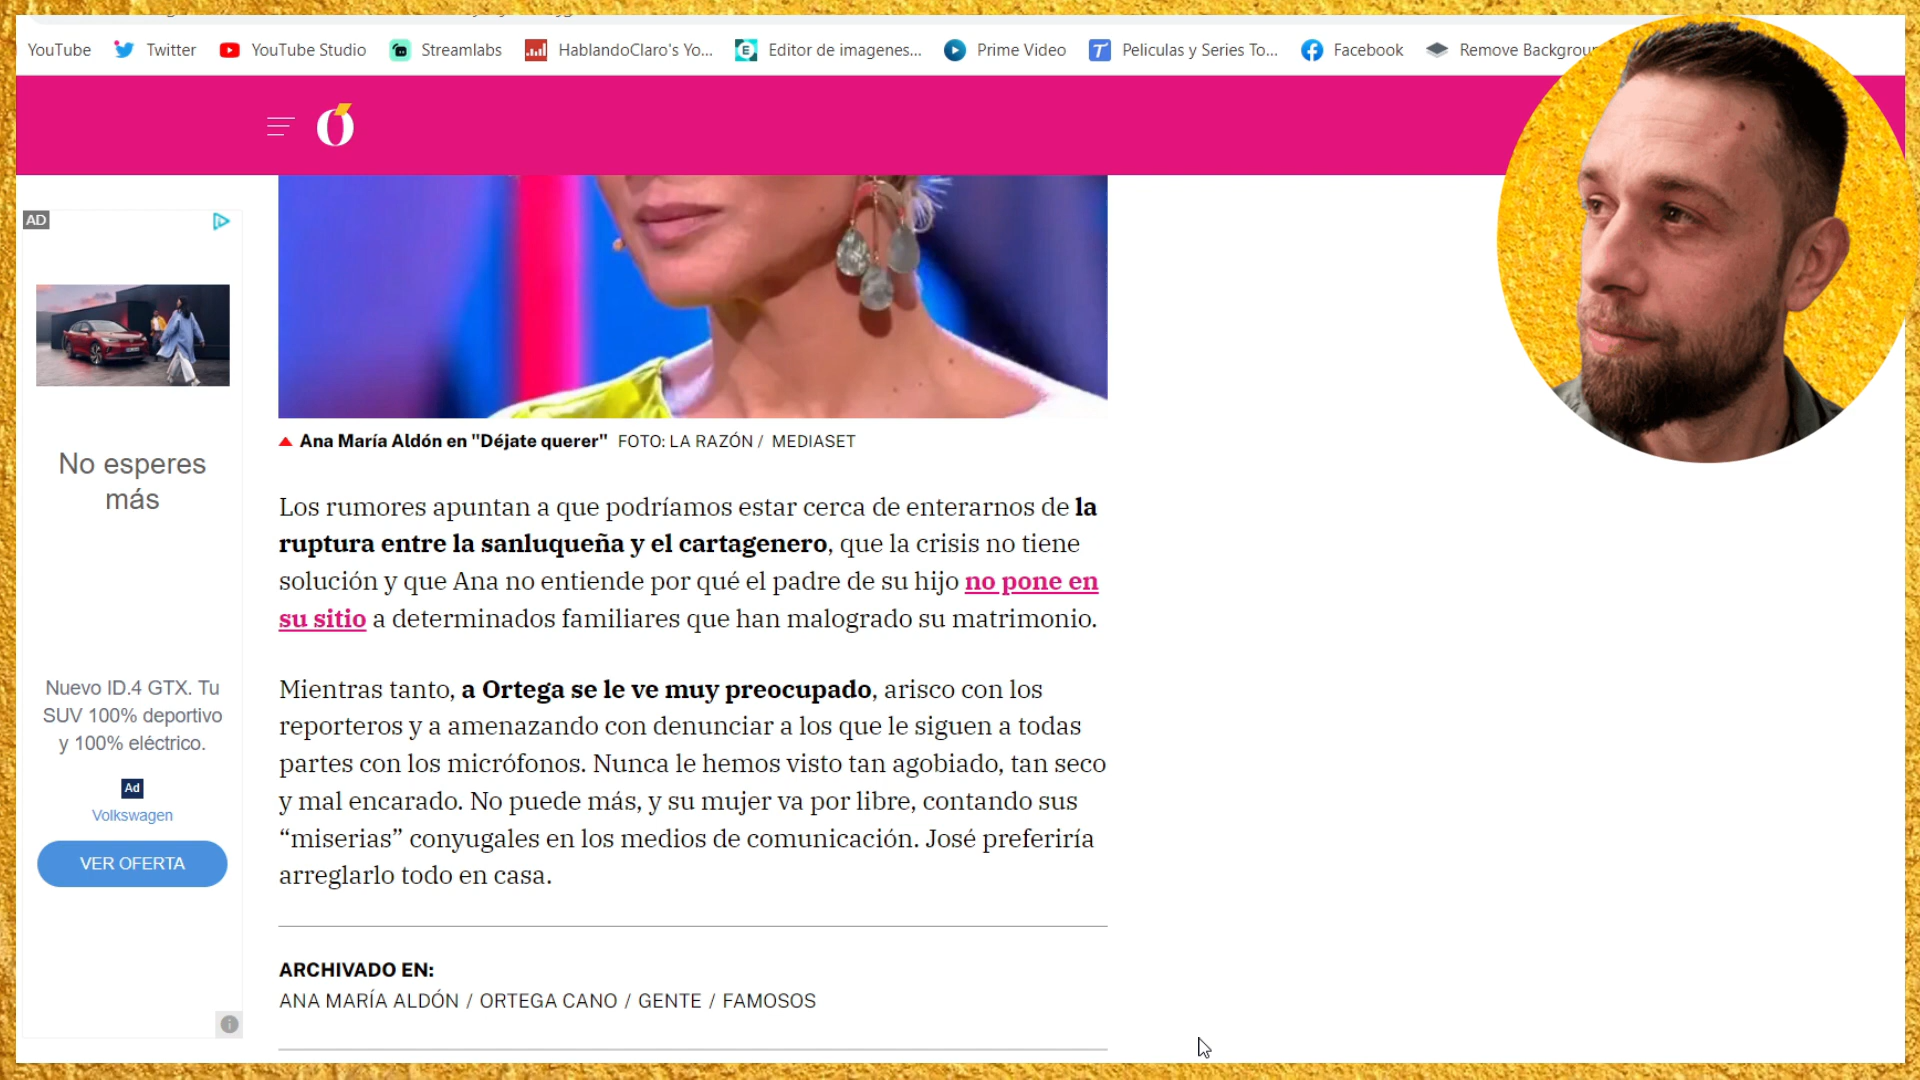 YouTube Twitter YouTube Studio Streamlabs HablandoClaro's Yo... Editor de imagenes... Prime Video Peliculas y Series To... Facebook Remove
Ó
AD
No esperes
más
Nuevo ID.4 GTX. Tu
SUV 100% deportivo
y 100% eléctrico.
Ad
Volkswagen
VER OFERTA
Ana María Aldón en "Déjate querer" FOTO: LA RAZÓN / MEDIASET
Los rumores apuntan a que podríamos estar cerca de enterarnos de la
ruptura entre la sanluqueña y el cartagenero, que la crisis no tiene
solución y que Ana no entiende por qué el padre de su hijo no pone en
su sitio a determinados familiares que han malogrado su matrimonio.
Mientras tanto, a Ortega se le ve muy preocupado, arisco con los
reporteros y a amenazando con denunciar a los que le siguen a todas
partes con los micrófonos. Nunca le hemos visto tan agobiado, tan seco
y mal encarado. No puede más, y su mujer va por libre, contando sus
“miserias” conyugales en los medios de comunicación. José preferiría
arreglarlo todo en casa.
ARCHIVADO EN:
ANA MARÍA ALDÓN / ORTEGA CANO / GENTE / FAMOSOS